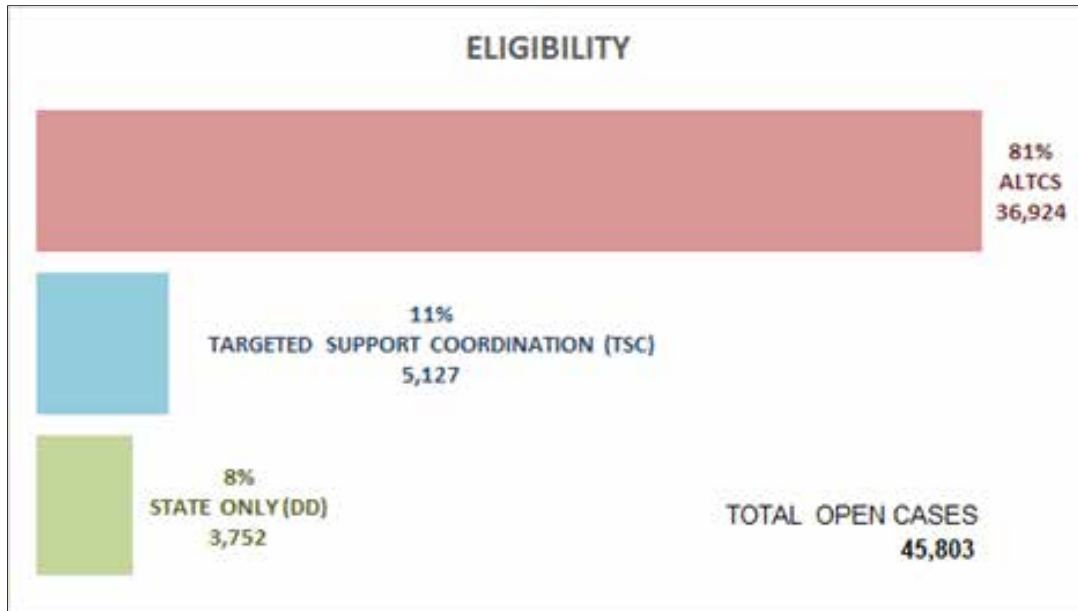 ELIGIBILITY
81%
ALTCS
36,924
11%
TARGETED SUPPORT COORDINATION (TSC)
5,127
8%
STATE ONLY (DD)
3,752
TOTAL OPEN CASES
45,803